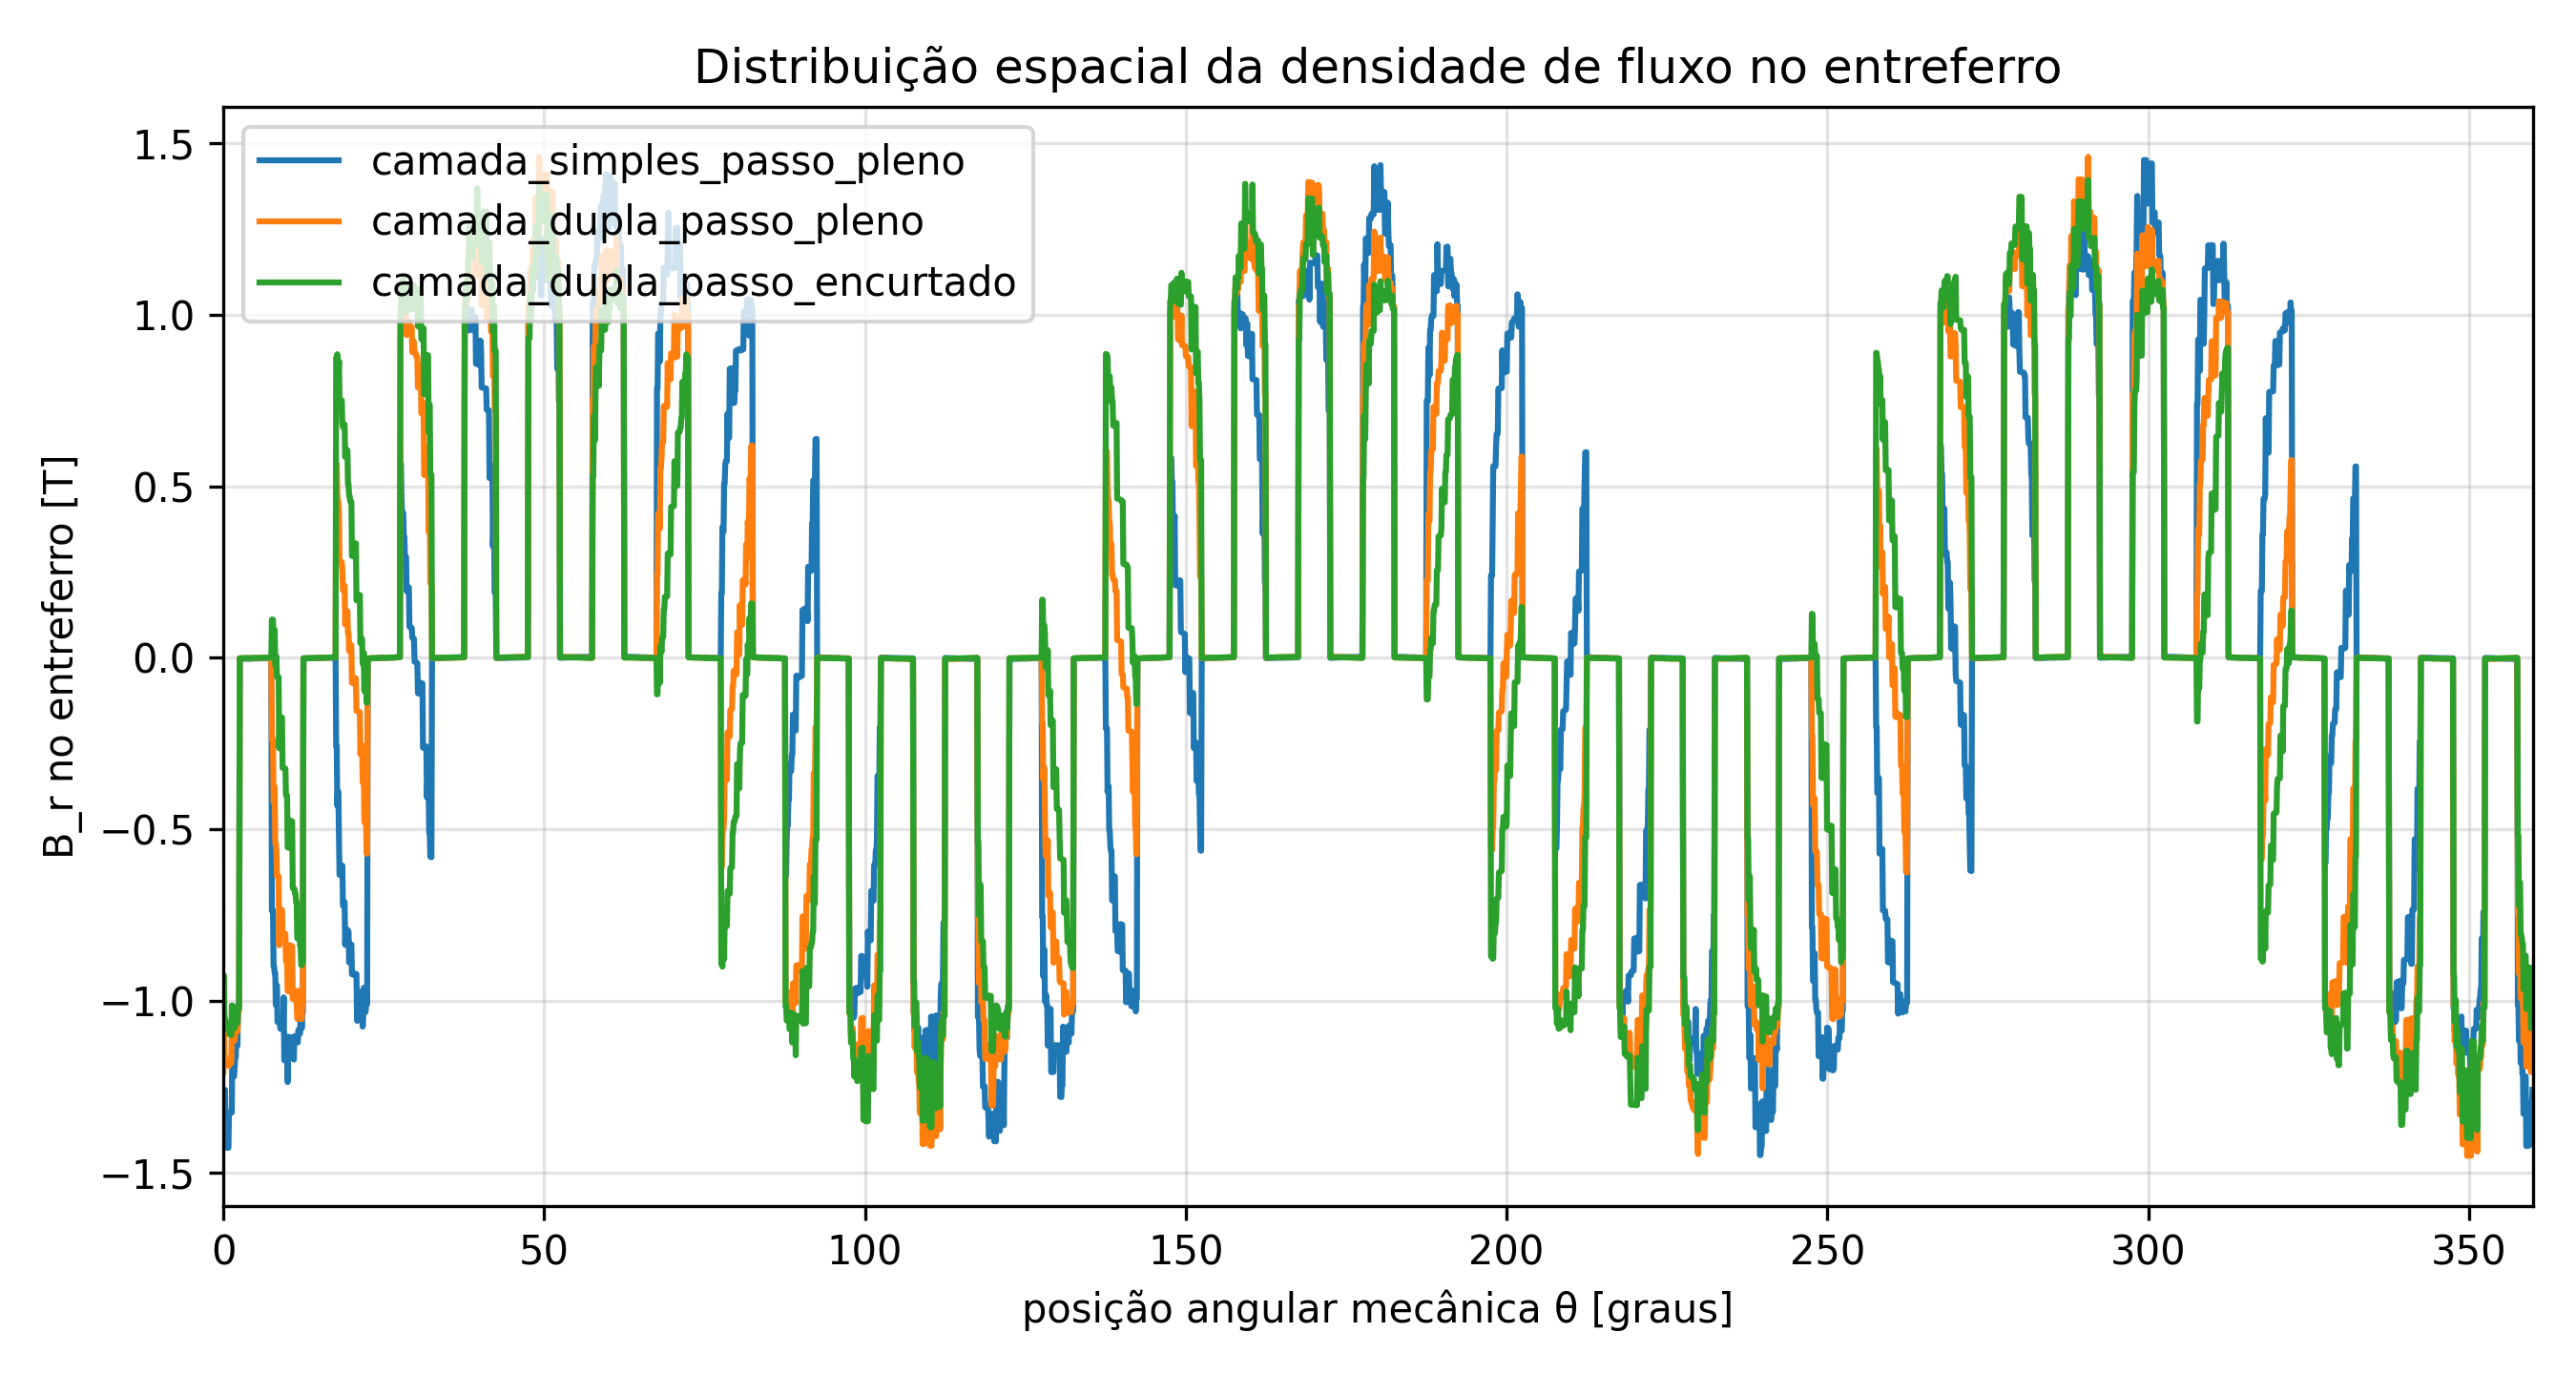 Distribuição espacial da densidade de fluxo no entreferro
camada_simples_passo_pleno
camada_dupla_passo_pleno
camada_dupla_passo_encurtado
B_r no entreferro [T]
1.5
1.0
0.5
0.0
−0.5
−1.0
−1.5
0 50 100 150 200 250 300 350
posição angular mecânica θ [graus]